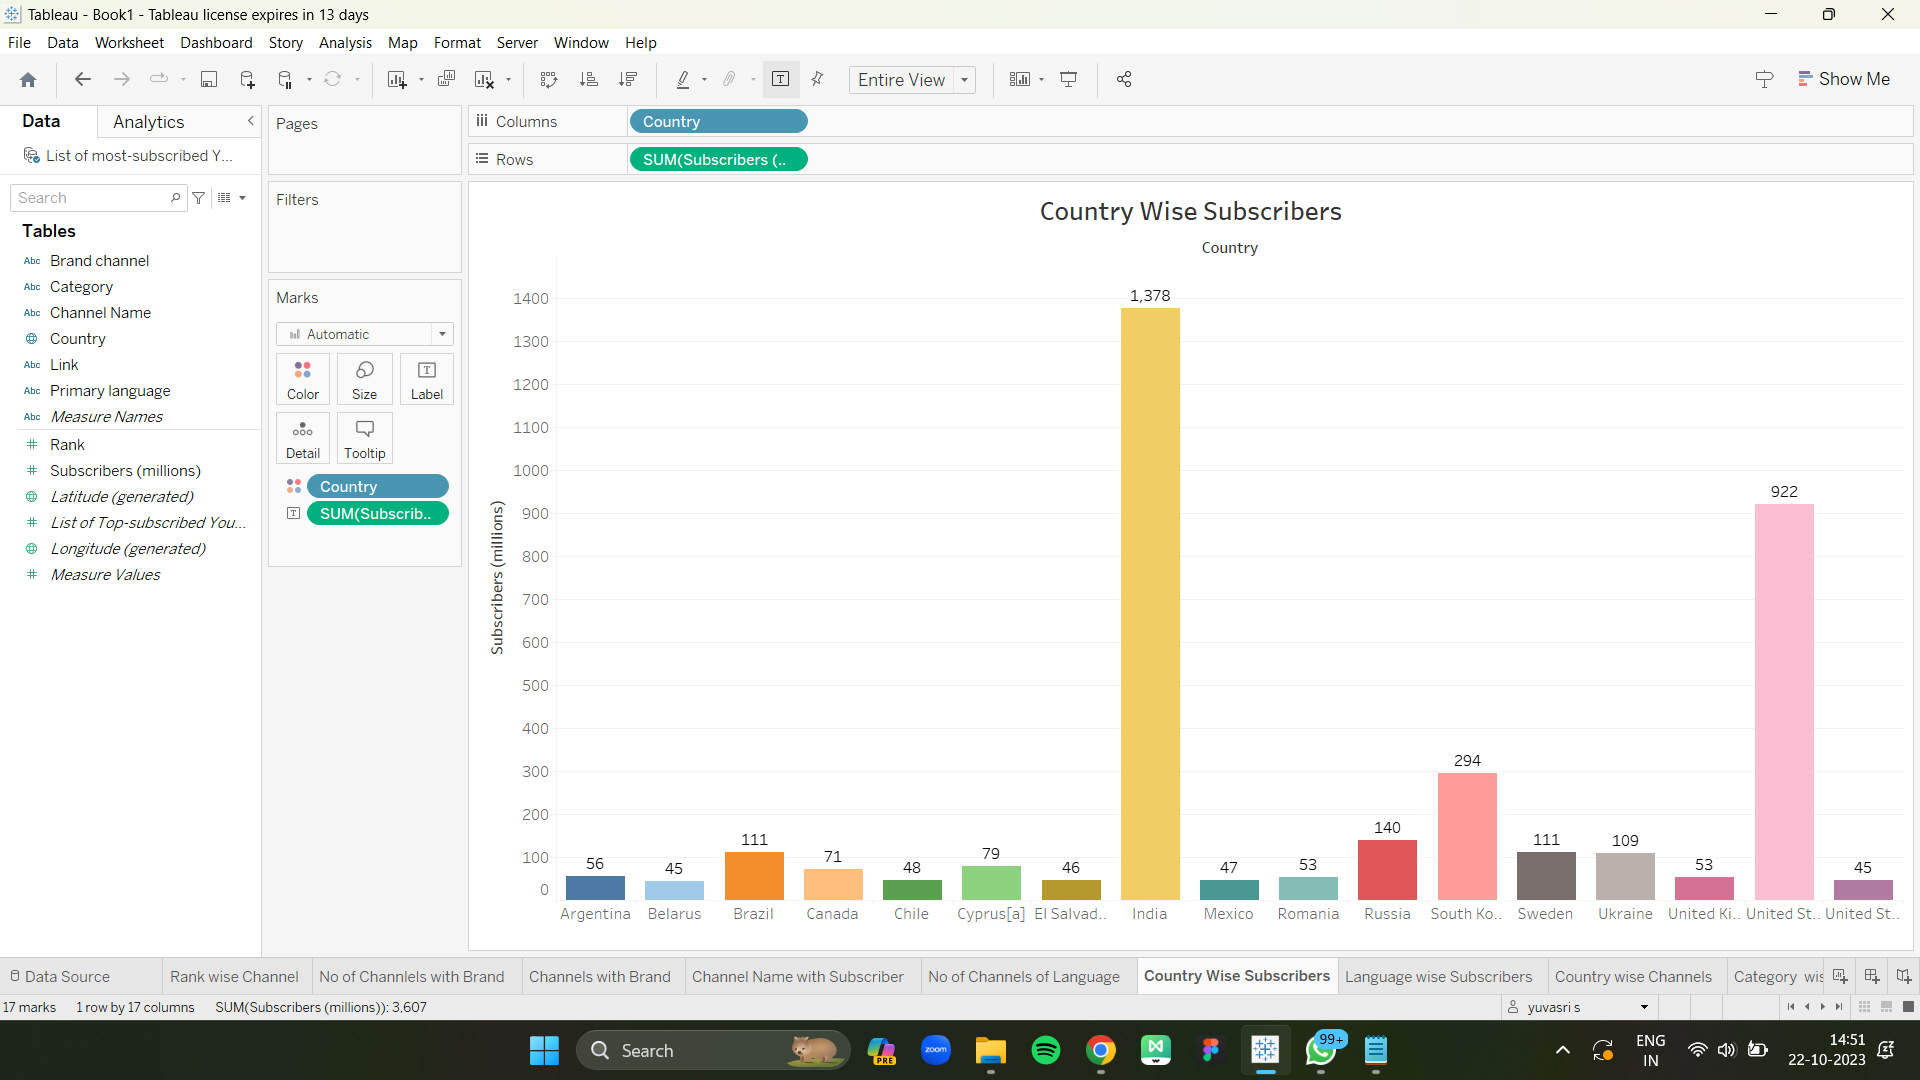 Tableau - Book1 - Tableau license expires in 13 days
File Data Worksheet Dashboard Story Analysis Map Format Server Window Help
Entire View
Show Me
Data Analytics
List of most-subscribed Y...
Search
Tables
Abc Brand channel
Abc Category
Abc Channel Name
Country
Abc Link
Abc Primary language
Abc Measure Names
# Rank
# Subscribers (millions)
Latitude (generated)
# List of Top-subscribed You...
Longitude (generated)
# Measure Values
Pages
Filters
Marks
Automatic
Color Size Label
Detail Tooltip
Country
SUM(Subscrib..
Columns Country
Rows SUM(Subscribers (..
Country Wise Subscribers
Country
Subscribers (millions)
1400
1300
1200
1100
1000
900
800
700
600
500
400
300
200
100
0
56 45 111 71 48 79 46 1,378 47 53 140 294 111 109 53 922 45
Argentina Belarus Brazil Canada Chile Cyprus[a] El Salvad.. India Mexico Romania Russia South Ko.. Sweden Ukraine United Ki.. United St.. United St..
Data Source Rank wise Channel No of Channlels with Brand Channels with Brand Channel Name with Subscriber No of Channels of Language Country Wise Subscribers Language wise Subscribers Country wise Channels Category wis
17 marks 1 row by 17 columns SUM(Subscribers (millions)): 3,607 yuvasri s
Search
PRE
zoom
99+
ENG
IN
14:51
22-10-2023